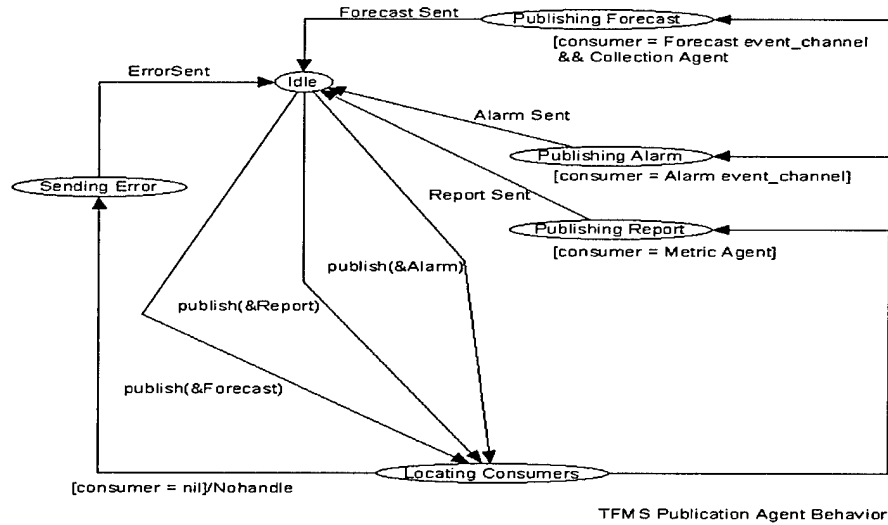 Forecast Sent
Publishing Forecast
[consumer = Forecast event_channel
&& Collection Agent
ErrorSent
Idle
Alarm Sent
Publishing Alarm
[consumer = Alarm event_channel]
Sending Error
Report Sent
Publishing Report
[consumer = Metric Agent]
publish(&Alarm)
publish(&Report)
publish(&Forecast)
Locating Consumers
[consumer = nil]/Nohandle
TFMS Publication Agent Behavior